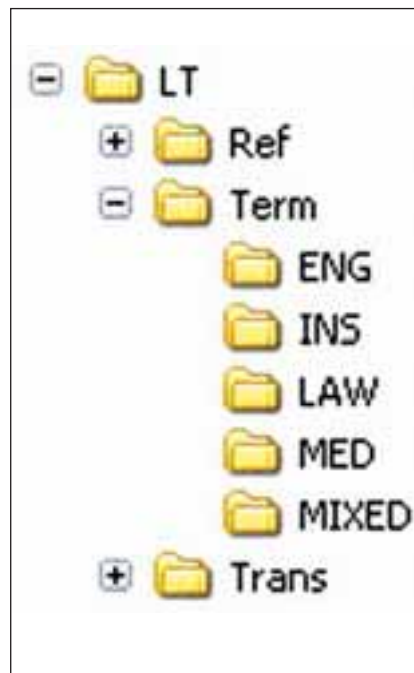 LT
Ref
Term
ENG
INS
LAW
MED
MIXED
Trans